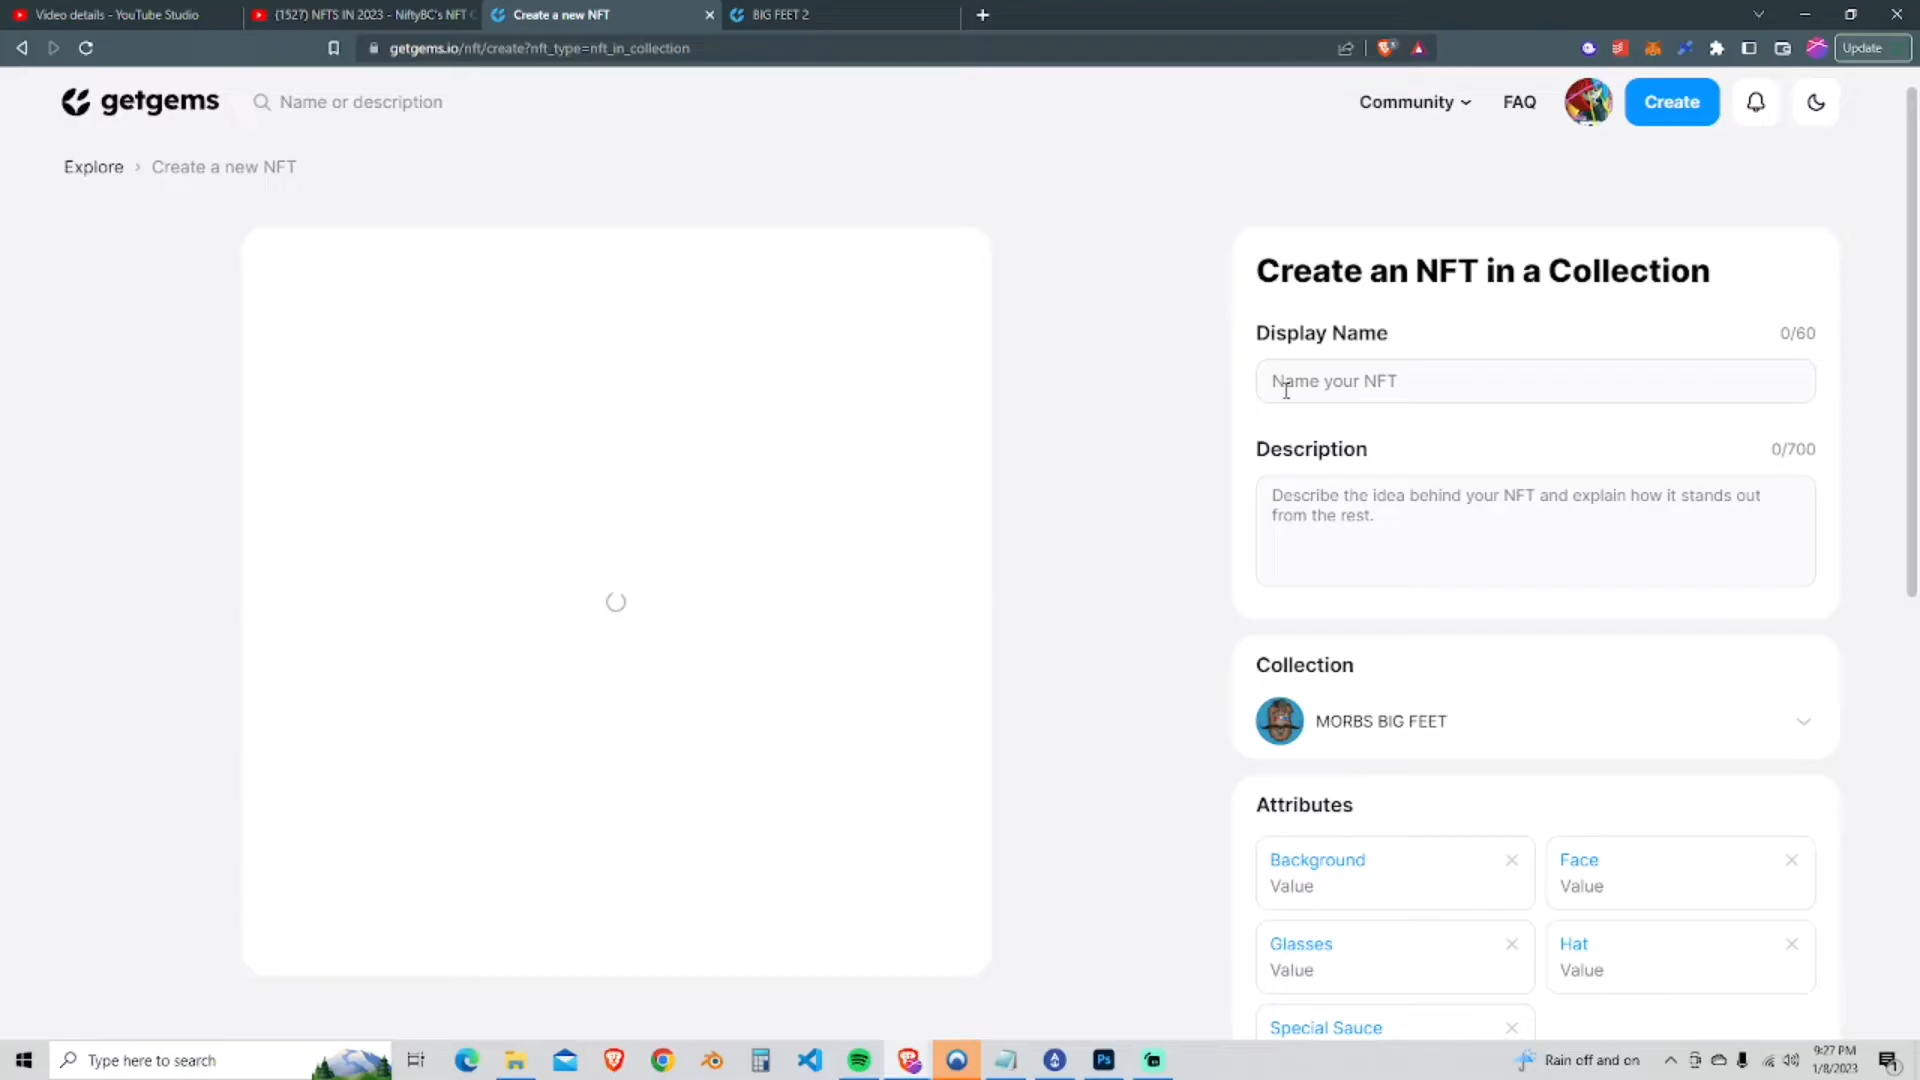 Video details - YouTube Studio
(1527) NFTS IN 2023 - NiftyBC's NFT
Create a new NFT
BIG FEET 2
getgems.io/nft/create?nft_type=nft_in_collection
Update
getgems
Name or description
Community
FAQ
Create
Explore › Create a new NFT
Create an NFT in a Collection
Display Name
0/60
Name your NFT
Description
0/700
Describe the idea behind your NFT and explain how it stands out
from the rest.
Collection
MORBS BIG FEET
Attributes
Background
Value
Face
Value
Glasses
Value
Hat
Value
Special Sauce
Type here to search
Ps
Rain off and on
9:27 PM
1/8/2023